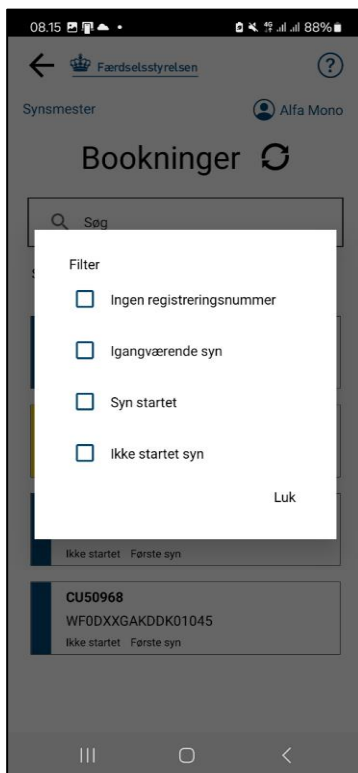 08.15
88%
Færdselsstyrelsen
Synsmester
Alfa Mono
Bookninger
Søg
Filter
Ingen registreringsnummer
Igangværende syn
Syn startet
Ikke startet syn
Luk
Ikke startet Første syn
CU50968
WF0DXXGAKDDK01045
Ikke startet Første syn